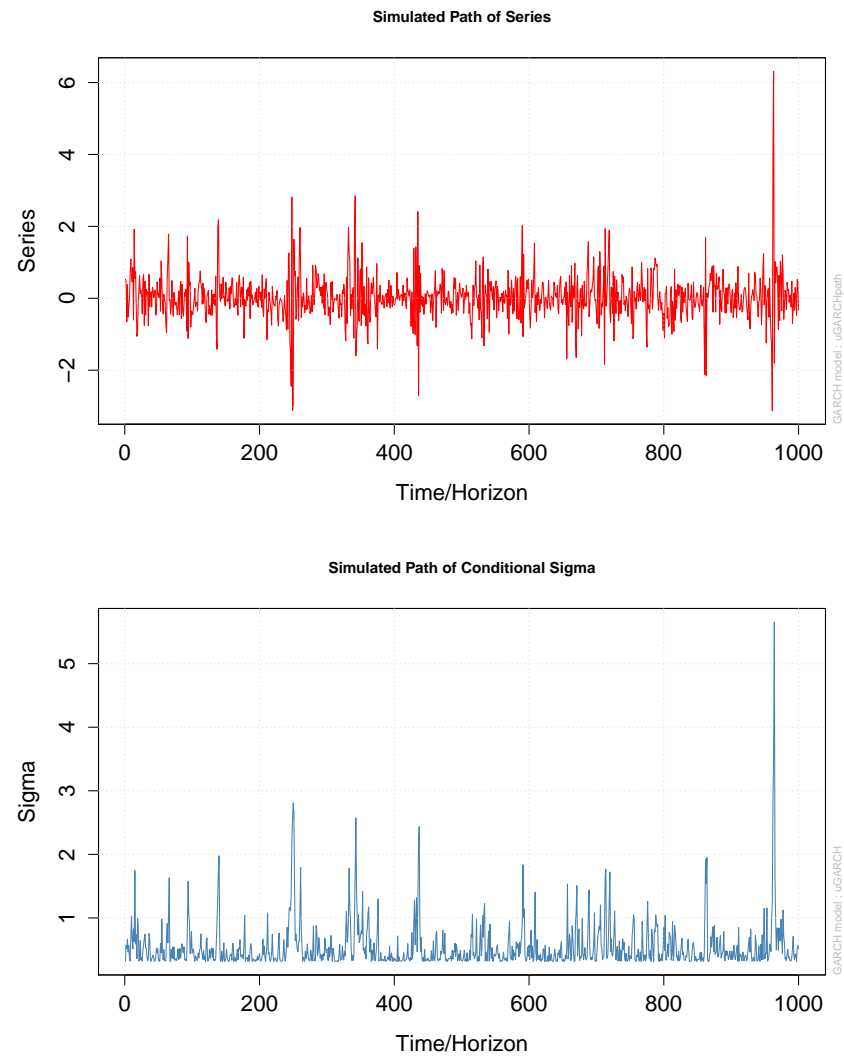 Simulated Path of Series
6
4
2
0
−2
Series
0 200 400 600 800 1000
Time/Horizon
GARCH model : uGARCHpath
Simulated Path of Conditional Sigma
5
4
3
2
1
Sigma
0 200 400 600 800 1000
Time/Horizon
GARCH model : uGARCH